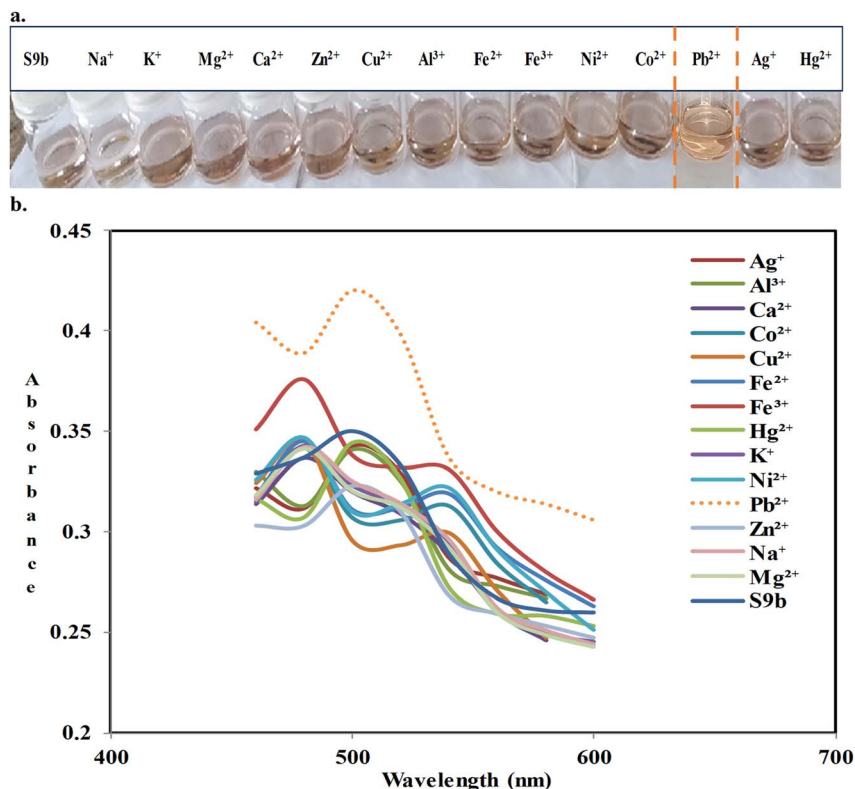 a.
S9b Na⁺ K⁺ Mg²⁺ Ca²⁺ Zn²⁺ Cu²⁺ Al³⁺ Fe²⁺ Fe³⁺ Ni²⁺ Co²⁺ Pb²⁺ Ag⁺ Hg²⁺
b.
0.45
0.4
0.35
0.3
0.25
0.2
Absorbance
400 500 600 700
Wavelength (nm)
Ag⁺
Al³⁺
Ca²⁺
Co²⁺
Cu²⁺
Fe²⁺
Fe³⁺
Hg²⁺
K⁺
Ni²⁺
Pb²⁺
Zn²⁺
Na⁺
Mg²⁺
S9b